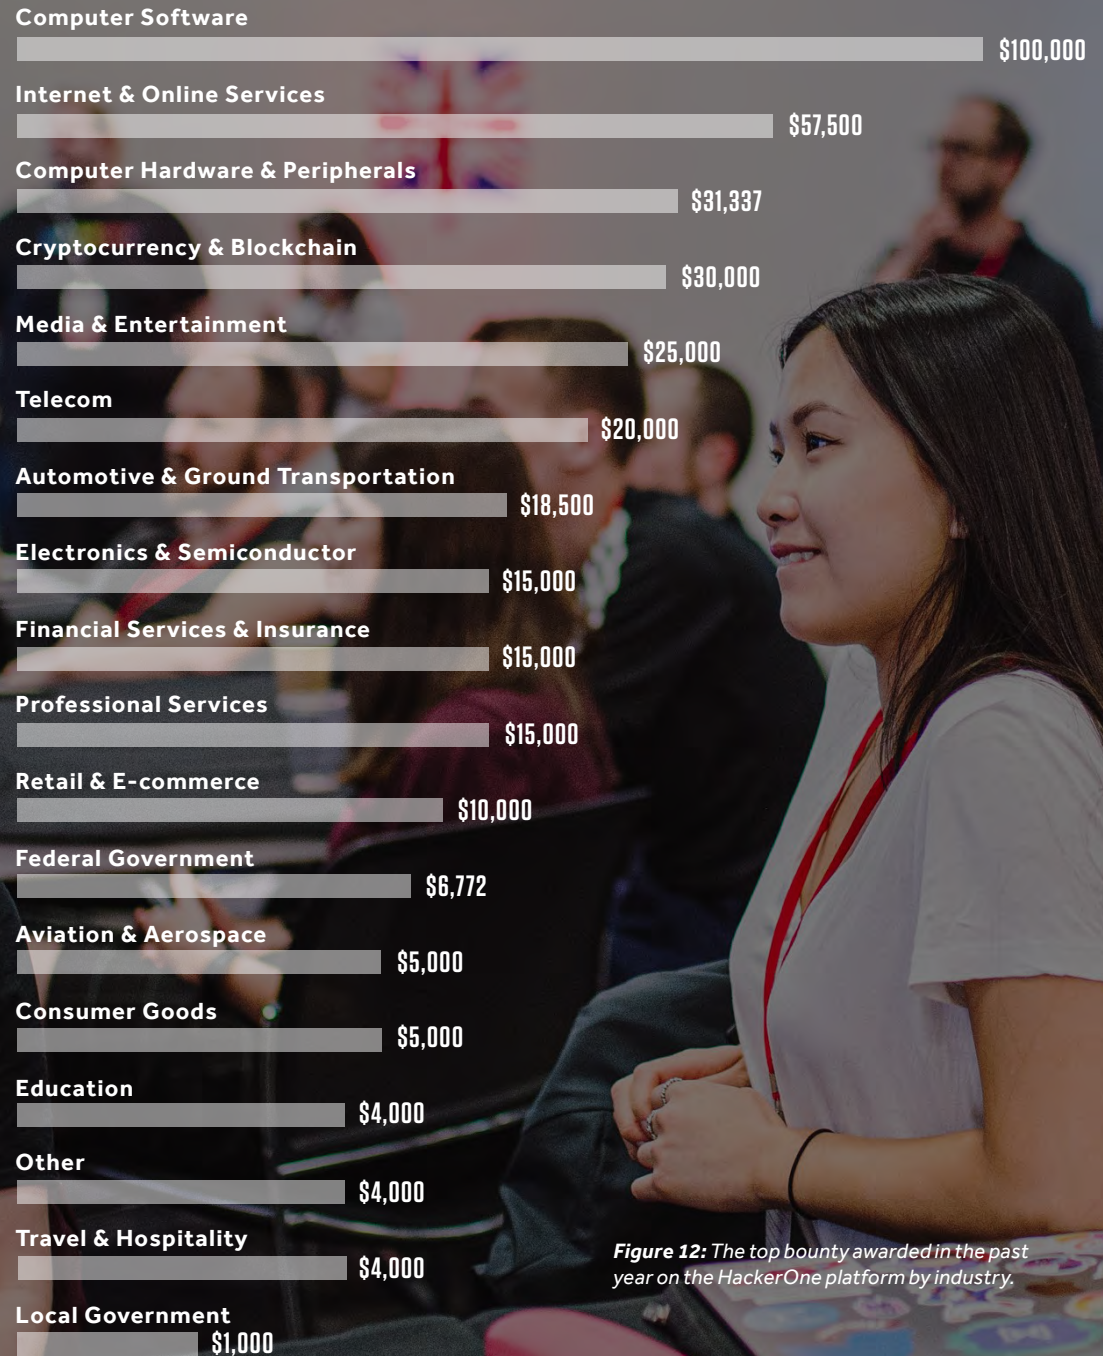 Computer Software
$100,000
Internet & Online Services
$57,500
Computer Hardware & Peripherals
$31,337
Cryptocurrency & Blockchain
$30,000
Media & Entertainment
$25,000
Telecom
$20,000
Automotive & Ground Transportation
$18,500
Electronics & Semiconductor
$15,000
Financial Services & Insurance
$15,000
Professional Services
$15,000
Retail & E-commerce
$10,000
Federal Government
$6,772
Aviation & Aerospace
$5,000
Consumer Goods
$5,000
Education
$4,000
Other
$4,000
Travel & Hospitality
$4,000
Figure 12: The top bounty awarded in the past
year on the HackerOne platform by industry.
Local Government
$1,000